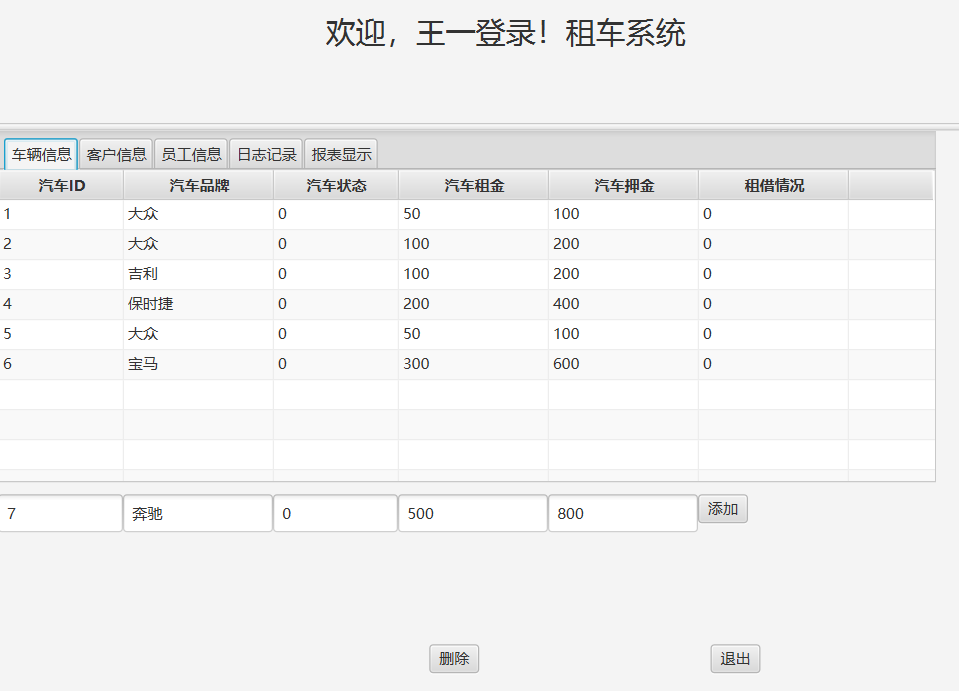 欢迎，王一登录！租车系统
车辆信息 客户信息 员工信息 日志记录 报表显示
汽车ID 汽车品牌 汽车状态 汽车租金 汽车押金 租借情况
1 大众 0 50 100 0
2 大众 0 100 200 0
3 吉利 0 100 200 0
4 保时捷 0 200 400 0
5 大众 0 50 100 0
6 宝马 0 300 600 0
7 奔驰 0 500 800 添加
删除 退出